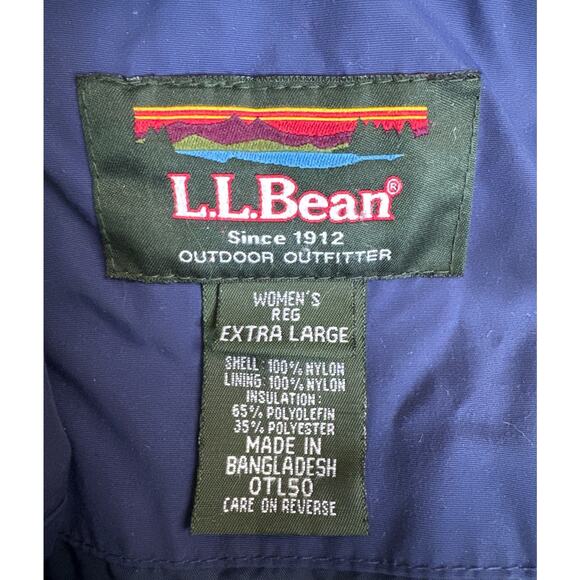 L.L.Bean®
Since 1912
OUTDOOR OUTFITTER
WOMEN'S
REG
EXTRA LARGE
SHELL: 100% NYLON
LINING: 100% NYLON
INSULATION:
65% POLYOLEFIN
35% POLYESTER
MADE IN
BANGLADESH
OTL50
CARE ON REVERSE